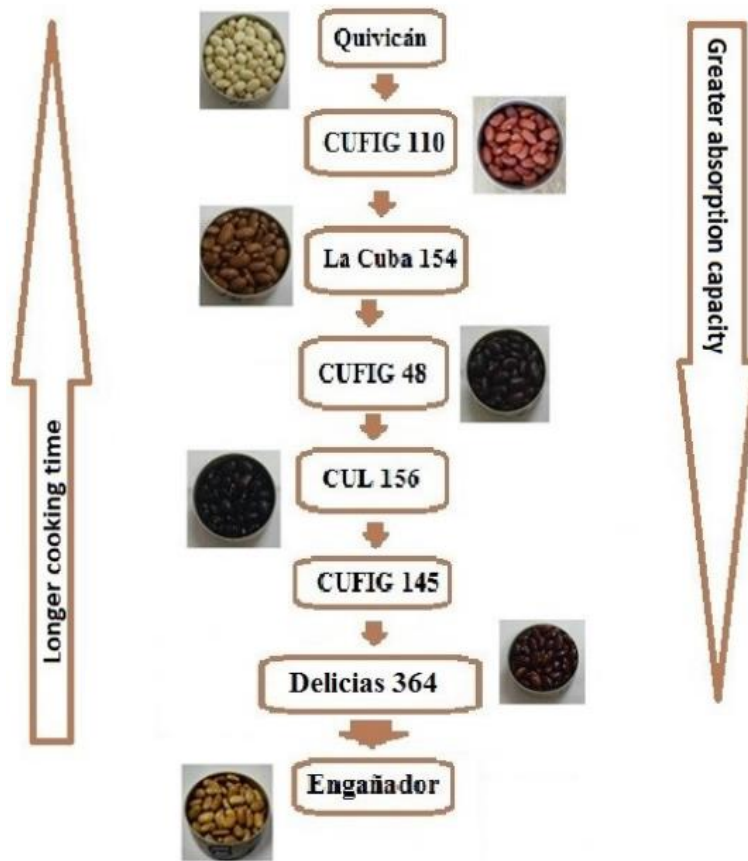 Quivicán
CUFIG 110
La Cuba 154
CUFIG 48
CUL 156
CUFIG 145
Delicias 364
Engañador
Longer cooking time
Greater absorption capacity